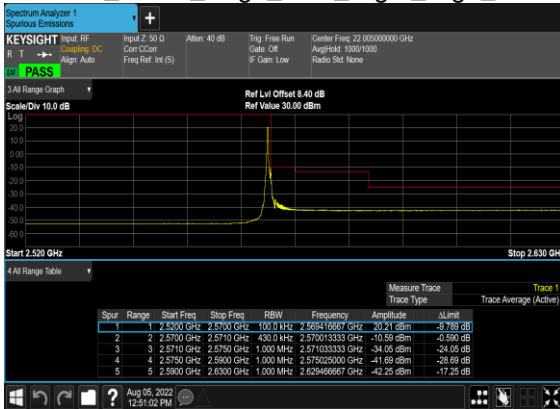 Spectrum Analyzer 1
Spurious Emissions
+
KEYSIGHT Input: RF Input Z: 50 Ω Atten: 40 dB Trig: Free Run Center Freq: 22.005000000 GHz
R T Coupling: DC Corr CCorr Gate: Off Avg|Hold: 1000/1000
Align: Auto Freq Ref: Int (S) IF Gain: Low Radio Std: None
PASS
3 All Range Graph Ref Lvl Offset 8.40 dB
Scale/Div 10.0 dB Ref Value 30.00 dBm
Log
20.0
10.0
0.00
-10.0
-20.0
-30.0
-40.0
-50.0
-60.0
Start 2.520 GHz Stop 2.630 GH
4 All Range Table
Measure Trace Trace 1
Trace Type Trace Average (Active)
Spur Range Start Freq Stop Freq RBW Frequency Amplitude ΔLimit
1 1 2.5200 GHz 2.5700 GHz 100.0 kHz 2.569416667 GHz 20.21 dBm -9.789 dB
2 2 2.5700 GHz 2.5710 GHz 430.0 kHz 2.570013333 GHz -10.59 dBm -0.590 dB
3 3 2.5710 GHz 2.5750 GHz 1.000 MHz 2.571033333 GHz -34.05 dBm -24.05 dB
4 4 2.5750 GHz 2.5900 GHz 1.000 MHz 2.575025000 GHz -41.69 dBm -28.69 dB
5 5 2.5900 GHz 2.6300 GHz 1.000 MHz 2.629466667 GHz -42.25 dBm -17.25 dB
? Aug 05, 2022
12:51:02 PM